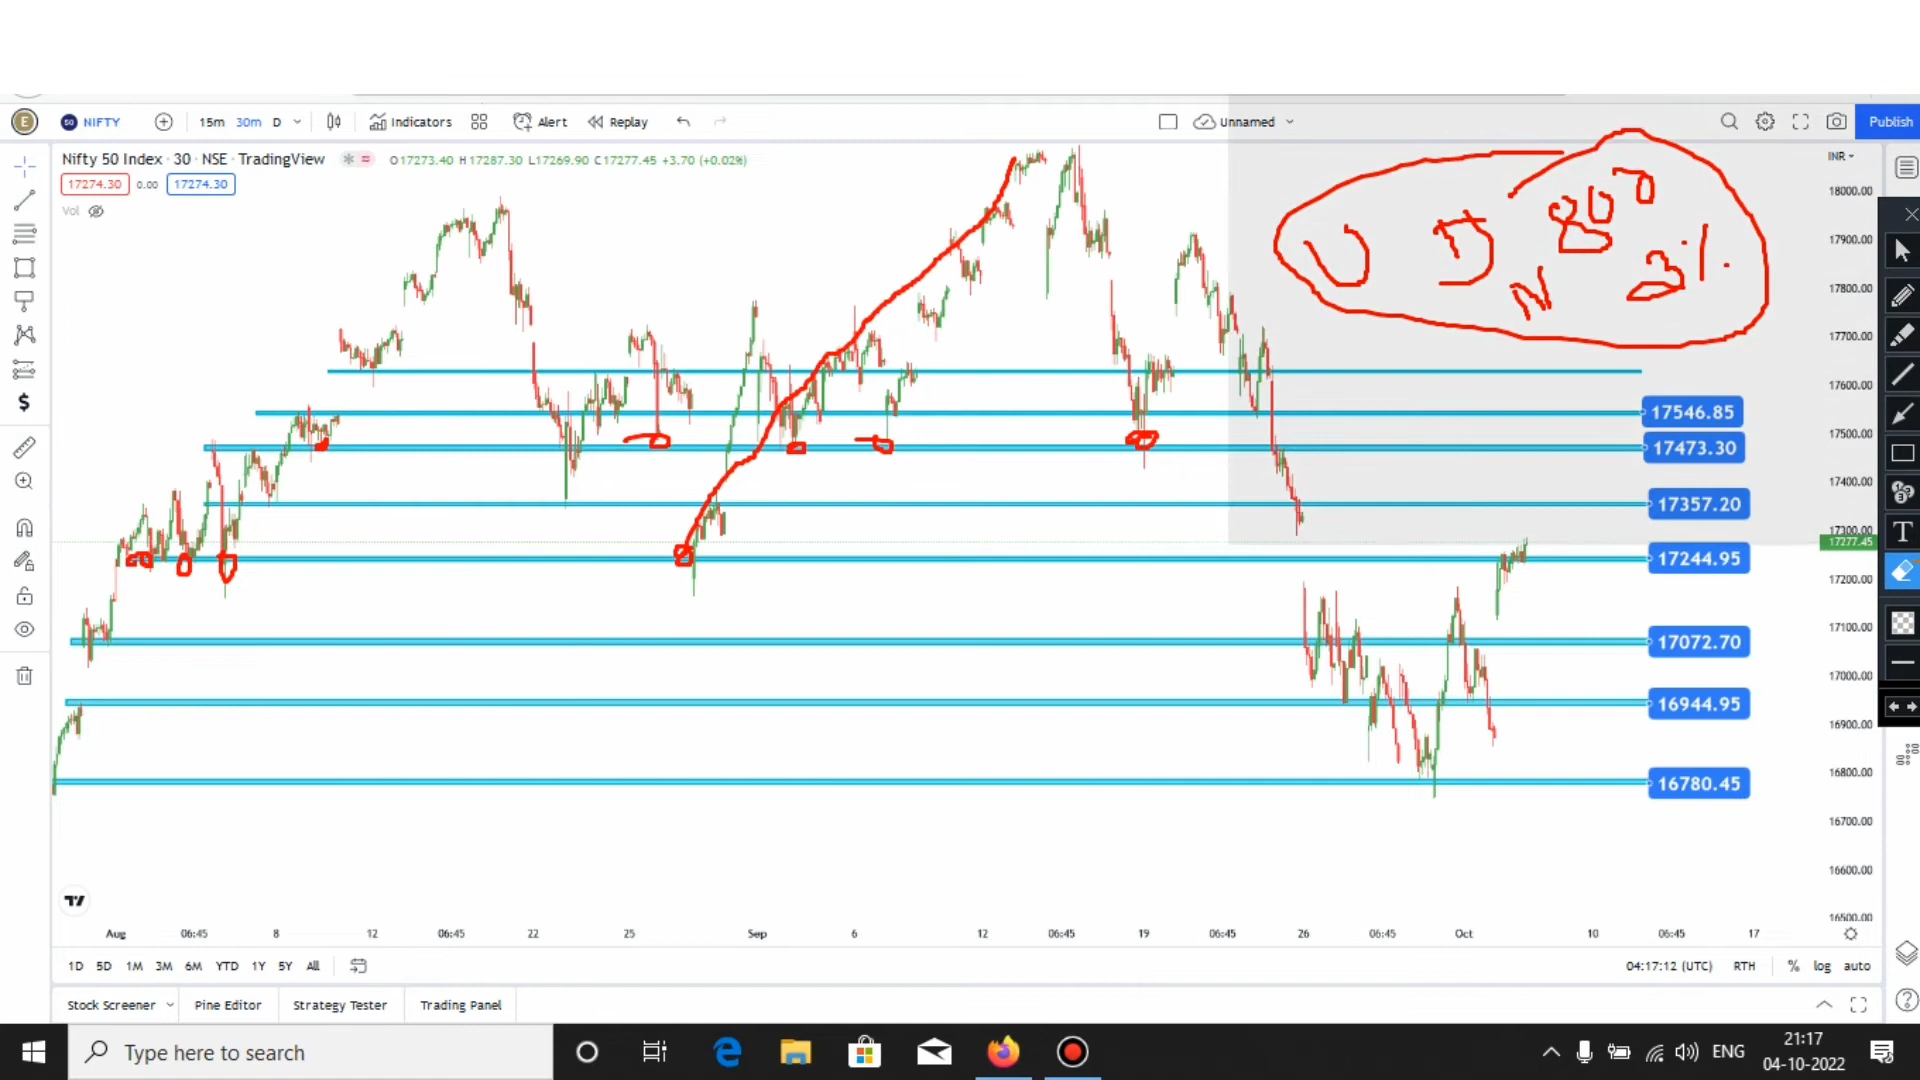 E 50 NIFTY 15m 30m D Indicators Alert Replay Unnamed Publish
Nifty 50 Index · 30 · NSE · TradingView O17273.40 H17287.30 L17269.90 C17277.45 +3.70 (+0.02%)
INR
17274.30 0.00 17274.30
Vol
U D 800
N 3%.
18000.00
17900.00
17800.00
17700.00
17600.00
17546.85
17500.00
17473.30
17400.00
17357.20
17300.00
17277.45
17244.95
17200.00
17100.00
17072.70
17000.00
16944.95
16900.00
16800.00
16780.45
16700.00
16600.00
16500.00
Aug 06:45 8 12 06:45 22 25 Sep 6 12 06:45 19 06:45 26 06:45 Oct 10 06:45 17
1D 5D 1M 3M 6M YTD 1Y 5Y All 04:17:12 (UTC) RTH % log auto
Stock Screener Pine Editor Strategy Tester Trading Panel
Type here to search ENG 21:17
04-10-2022